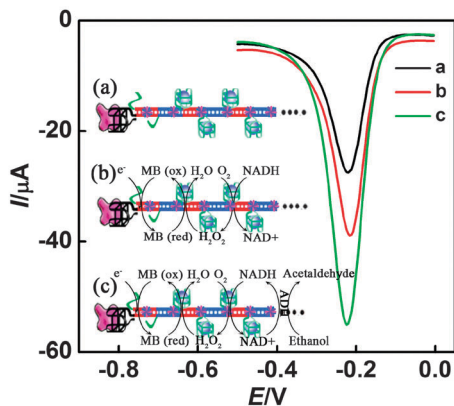 0
-20
-40
-60
I/μA
a
b
c
(a)
(b)
e⁻ MB (ox) H₂O O₂ NADH
MB (red) H₂O₂ NAD+
(c)
e⁻ MB (ox) H₂O O₂ NADH Acetaldehyde
ADH
MB (red) H₂O₂ NAD+ Ethanol
-0.8 -0.6 -0.4 -0.2 0.0
E/V